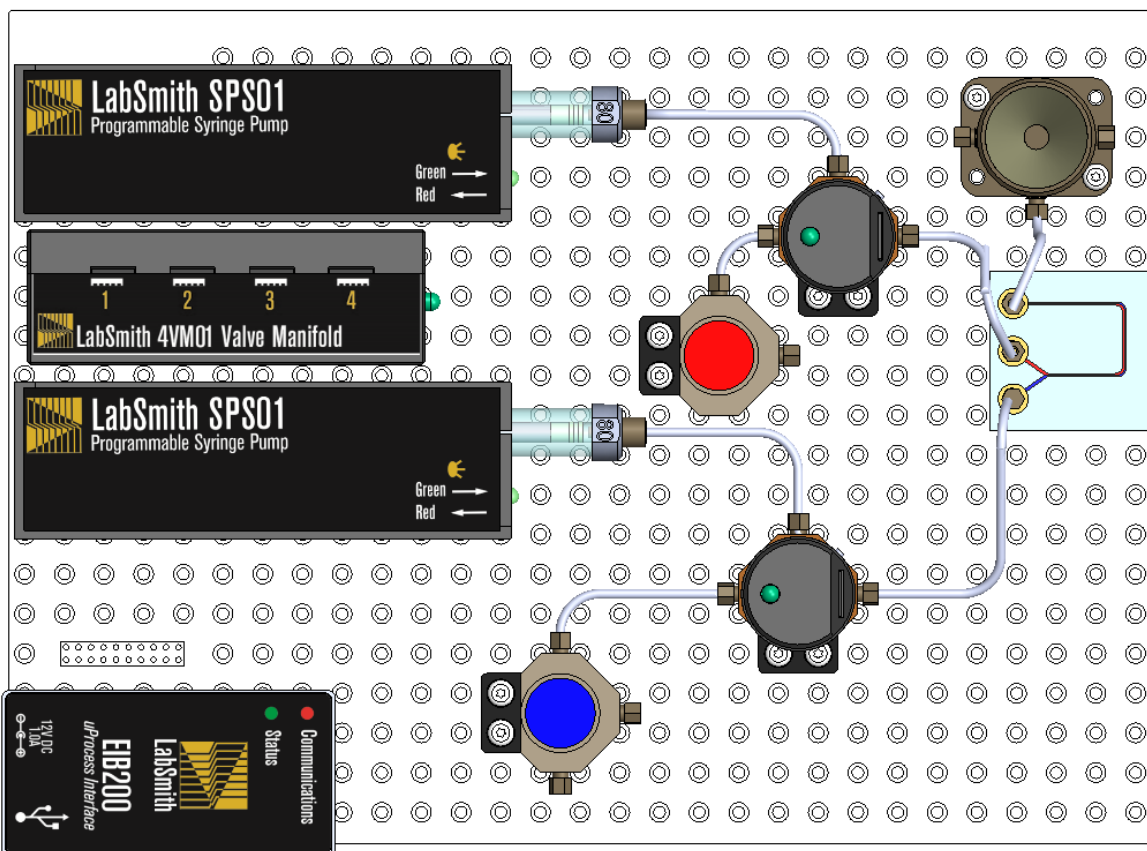 LabSmith SPS01
Programmable Syringe Pump
Green
Red
80
1 2 3 4
LabSmith 4VM01 Valve Manifold
LabSmith SPS01
Programmable Syringe Pump
Green
Red
80
Communications
Status
LabSmith
EIB200
uProcess Interface
12V DC
1.0A